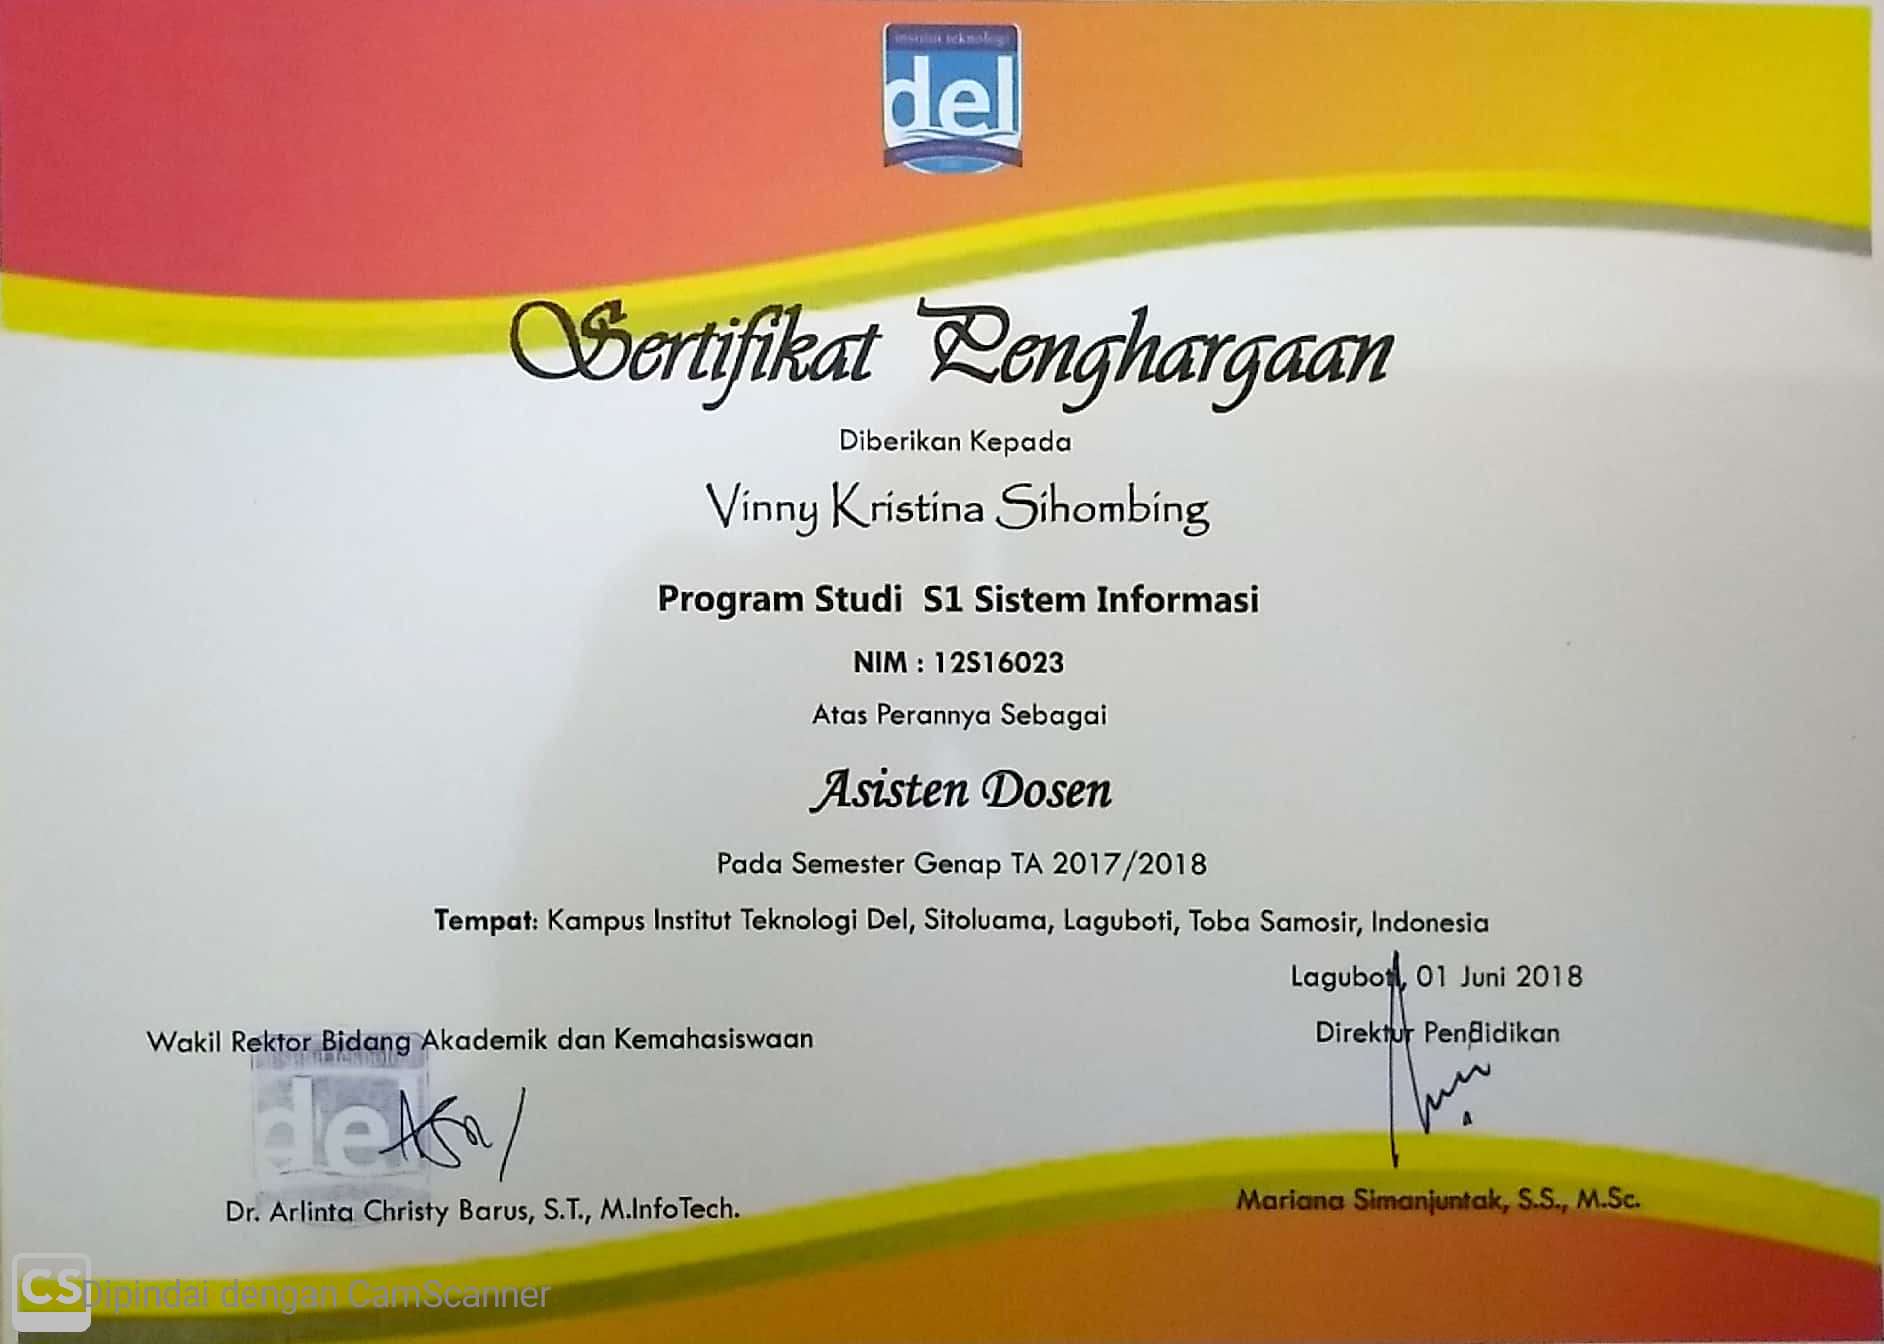 institut teknologi
del
Sertifikat Penghargaan
Diberikan Kepada
Vinny Kristina Sihombing
Program Studi S1 Sistem Informasi
NIM : 12S16023
Atas Perannya Sebagai
Asisten Dosen
Pada Semester Genap TA 2017/2018
Tempat: Kampus Institut Teknologi Del, Sitoluama, Laguboti, Toba Samosir, Indonesia
Laguboti, 01 Juni 2018
Wakil Rektor Bidang Akademik dan Kemahasiswaan
Direktur Pendidikan
del
Dr. Arlinta Christy Barus, S.T., M.InfoTech.
Mariana Simanjuntak, S.S., M.Sc.
CS Dipindai dengan CamScanner